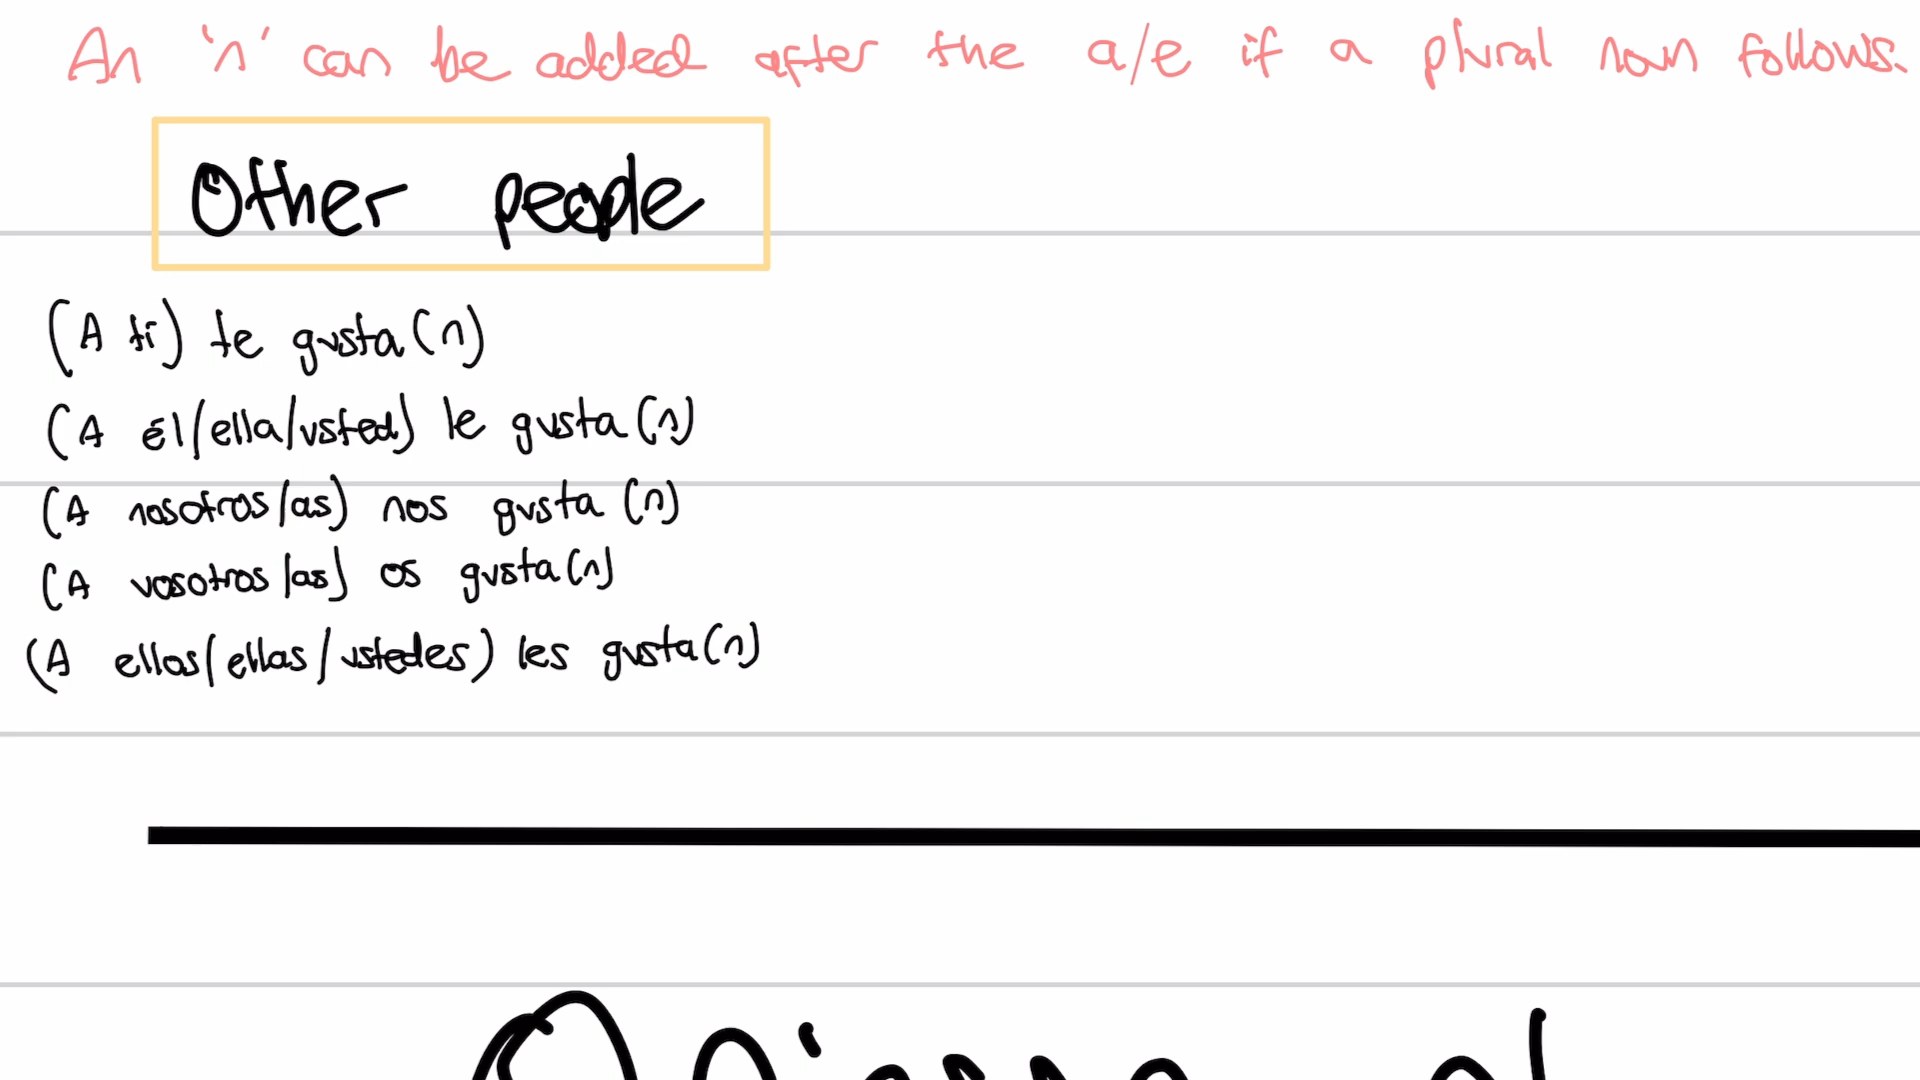 An 'n' can be added after the a/e if a plural noun follows.
Other people
(A ti) te gusta(n)
(A él/ella/usted) le gusta(n)
(A nosotros/as) nos gusta (n)
(A vosotros/as) os gusta(n)
(A ellos/ellas/ustedes) les gusta(n)